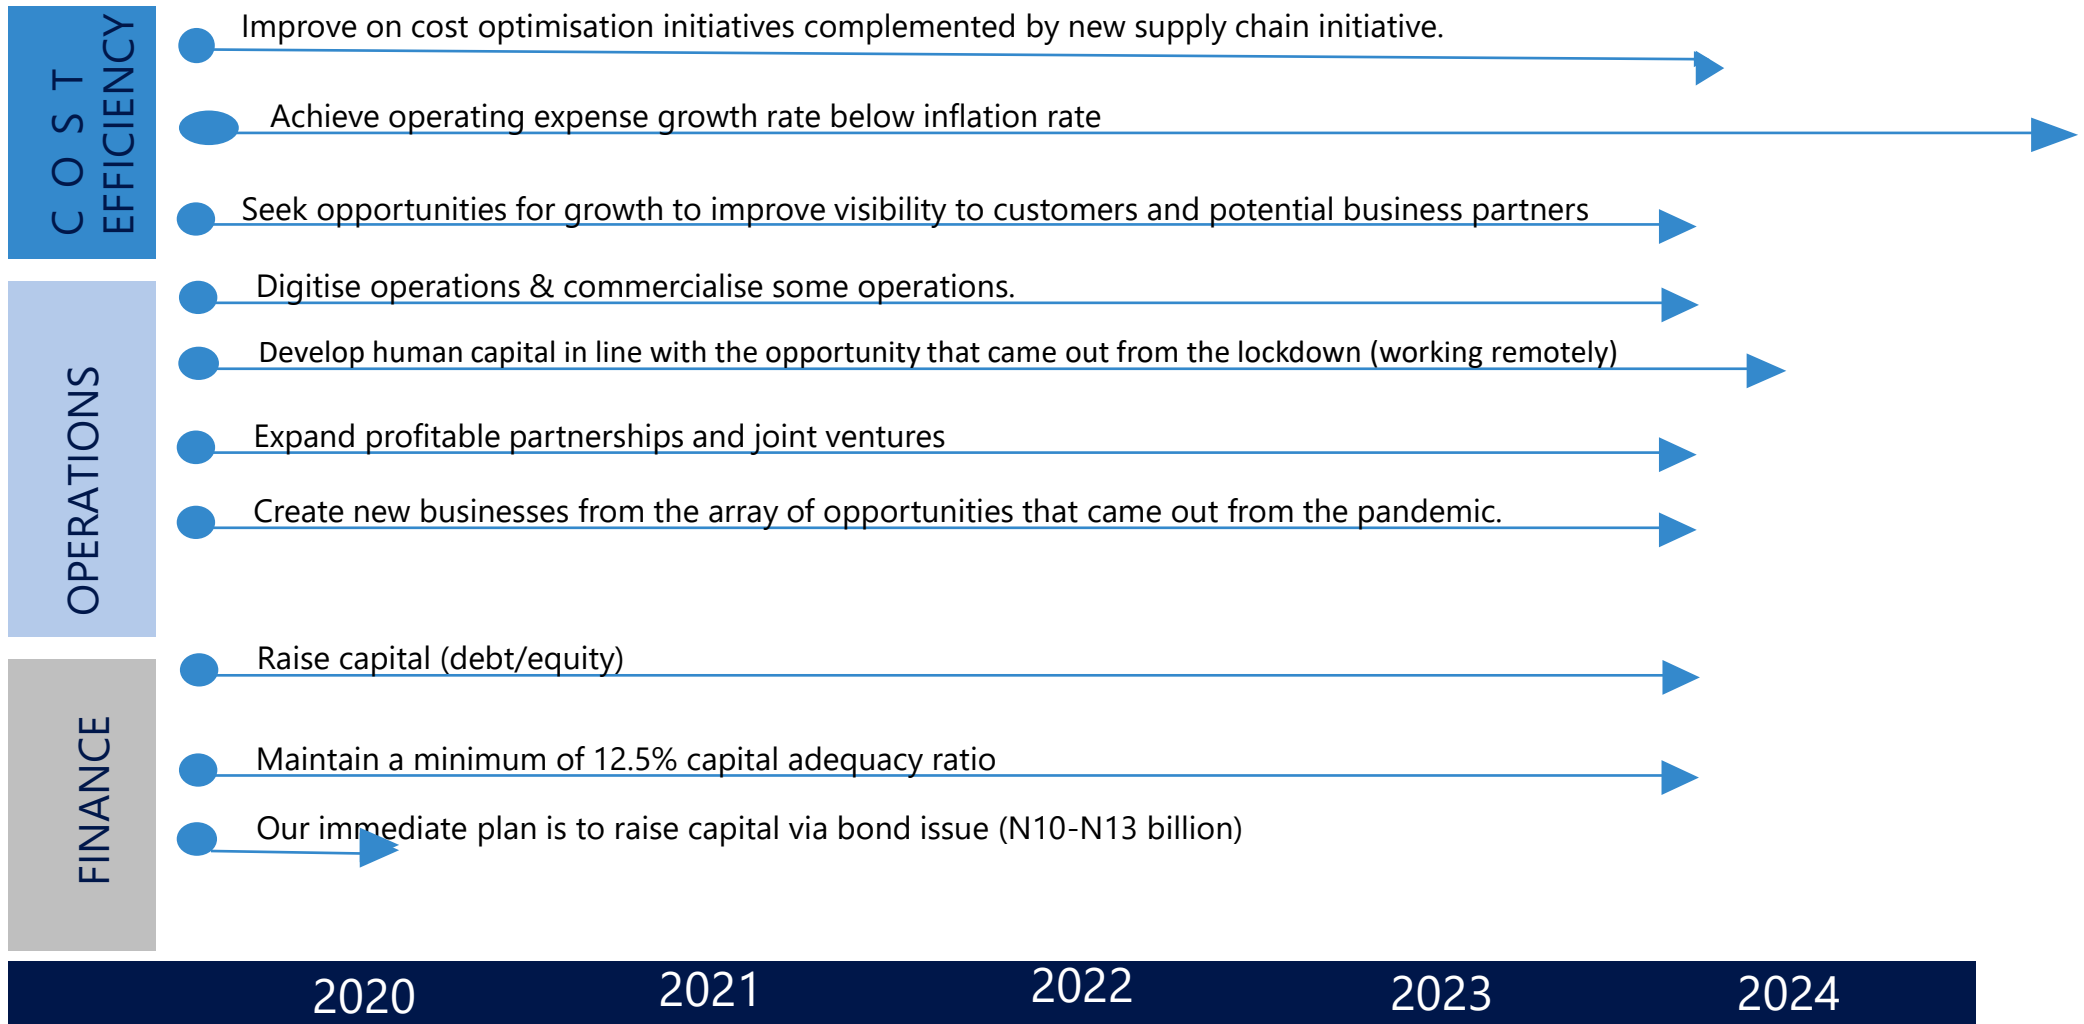 COST
EFFICIENCY
Improve on cost optimisation initiatives complemented by new supply chain initiative.
Achieve operating expense growth rate below inflation rate
Seek opportunities for growth to improve visibility to customers and potential business partners
OPERATIONS
Digitise operations & commercialise some operations.
Develop human capital in line with the opportunity that came out from the lockdown (working remotely)
Expand profitable partnerships and joint ventures
Create new businesses from the array of opportunities that came out from the pandemic.
FINANCE
Raise capital (debt/equity)
Maintain a minimum of 12.5% capital adequacy ratio
Our immediate plan is to raise capital via bond issue (N10-N13 billion)
2020 2021 2022 2023 2024